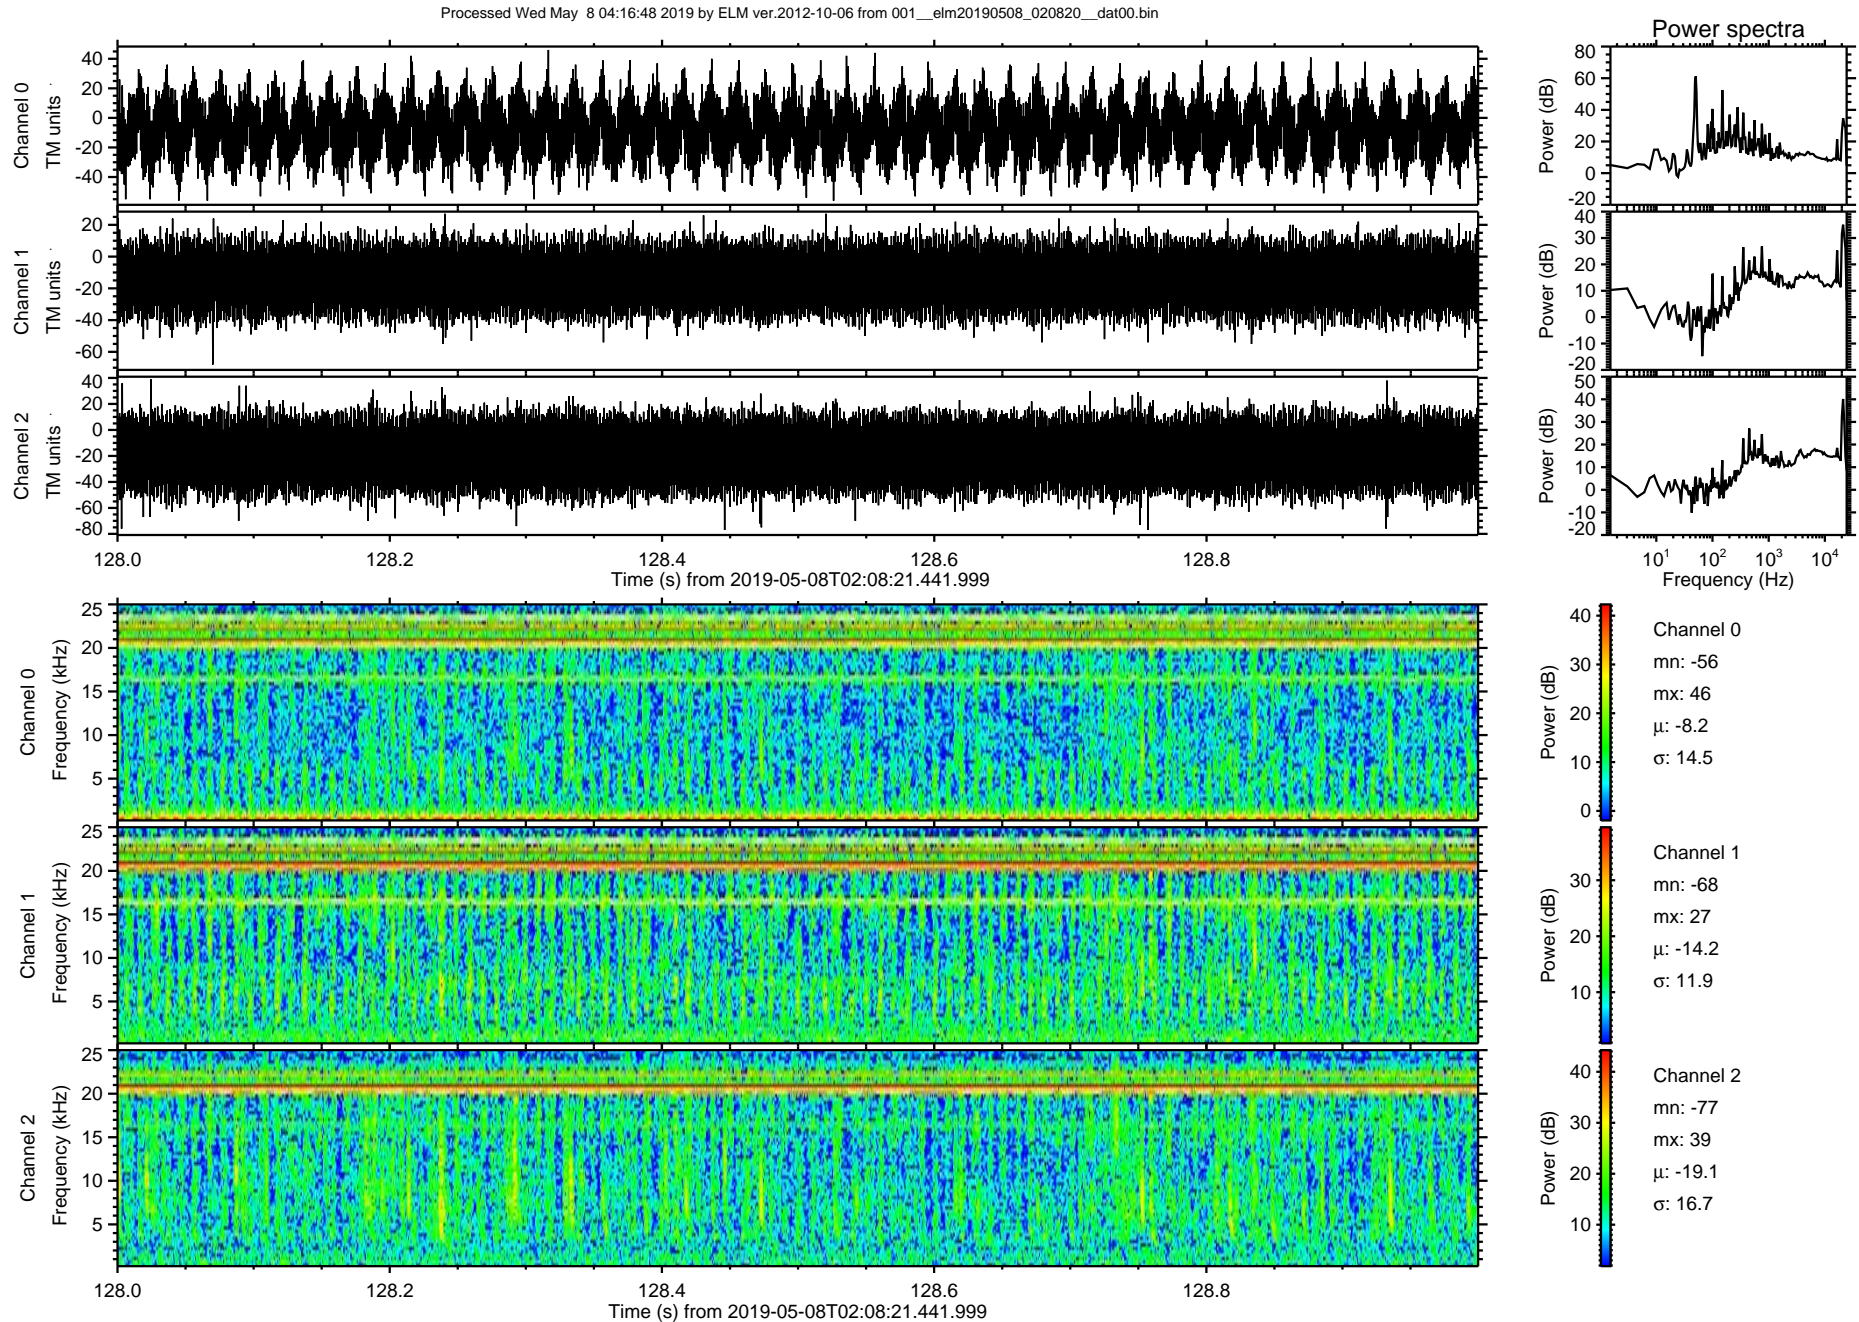 Processed Wed May  8 04:16:48 2019 by ELM ver.2012-10-06 from 001__elm20190508_020820__dat00.bin
Power spectra
Channel 0
TM units
40
20
0
-20
-40
Power (dB)
80
60
40
20
0
-20
Channel 1
TM units
20
0
-20
-40
-60
Power (dB)
40
30
20
10
0
-10
-20
Channel 2
TM units
40
20
0
-20
-40
-60
-80
Power (dB)
50
40
30
20
10
0
-10
-20
128.0 128.2 128.4 128.6 128.8
Time (s) from 2019-05-08T02:08:21.441.999
10^1 10^2 10^3 10^4
Frequency (Hz)
Channel 0
Frequency (kHz)
25
20
15
10
5
Power (dB)
40
30
20
10
0
Channel 0
mn: -56
mx: 46
μ: -8.2
σ: 14.5
Channel 1
Frequency (kHz)
25
20
15
10
5
Power (dB)
30
20
10
Channel 1
mn: -68
mx: 27
μ: -14.2
σ: 11.9
Channel 2
Frequency (kHz)
25
20
15
10
5
Power (dB)
40
30
20
10
Channel 2
mn: -77
mx: 39
μ: -19.1
σ: 16.7
128.0 128.2 128.4 128.6 128.8
Time (s) from 2019-05-08T02:08:21.441.999